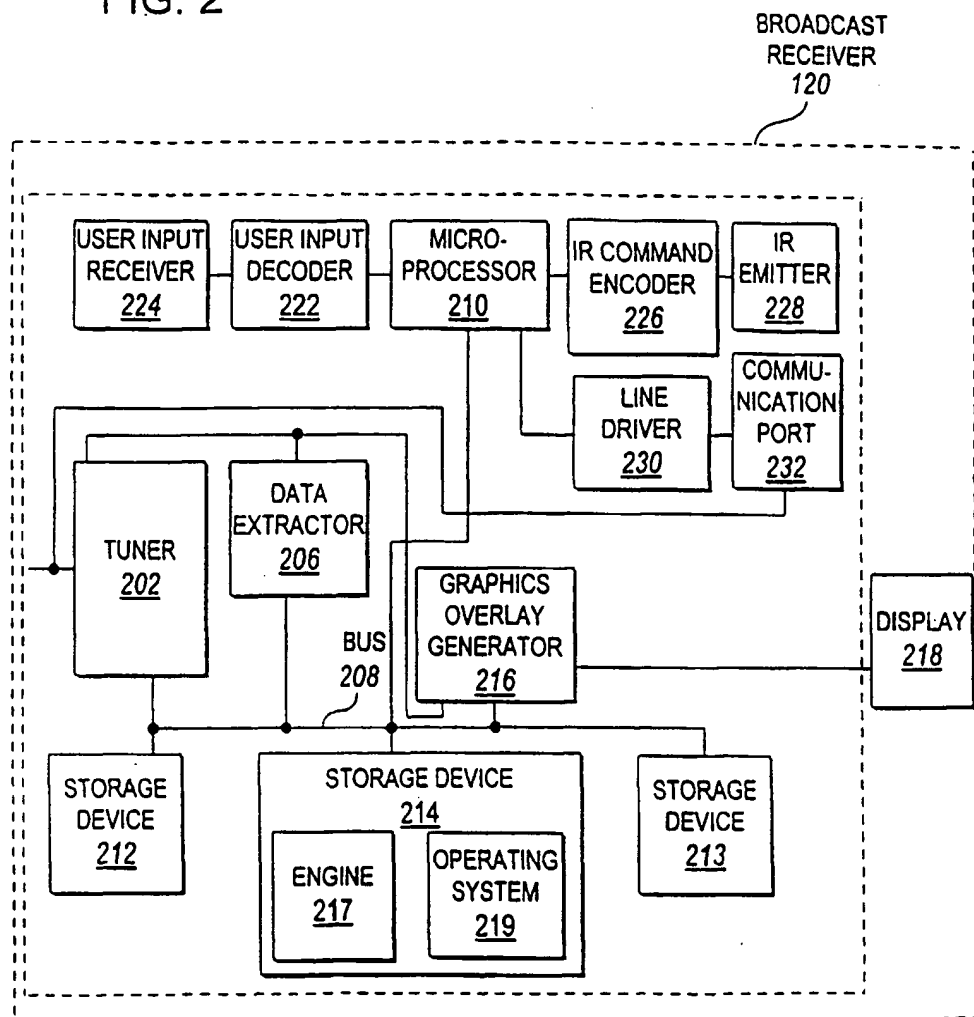 FIG. 2
BROADCAST
RECEIVER
120
USER INPUT
RECEIVER
224
USER INPUT
DECODER
222
MICRO-
PROCESSOR
210
IR COMMAND
ENCODER
226
IR
EMITTER
228
LINE
DRIVER
230
COMMU-
NICATION
PORT
232
TUNER
202
DATA
EXTRACTOR
206
GRAPHICS
OVERLAY
GENERATOR
216
DISPLAY
218
BUS
208
STORAGE
DEVICE
212
STORAGE DEVICE
214
ENGINE
217
OPERATING
SYSTEM
219
STORAGE
DEVICE
213